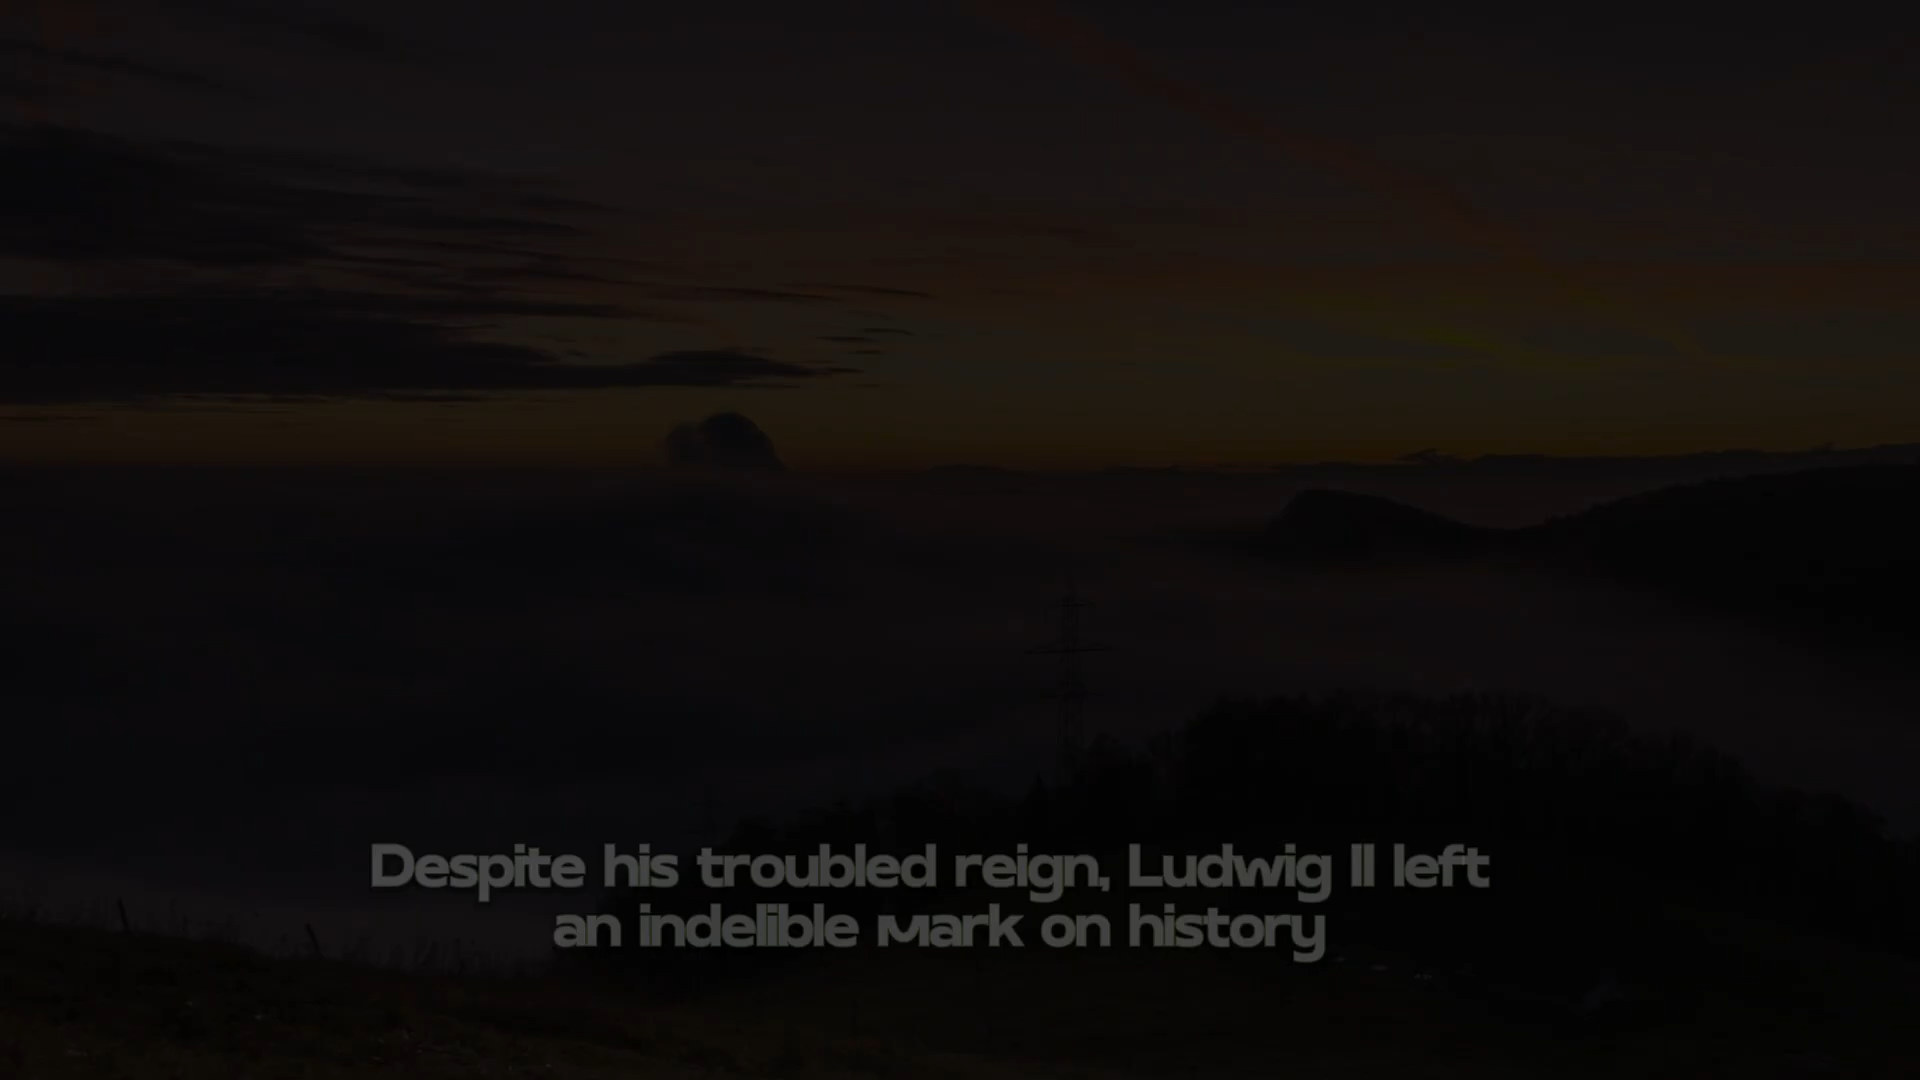 Despite his troubled reign, Ludwig II left
an indelible mark on history